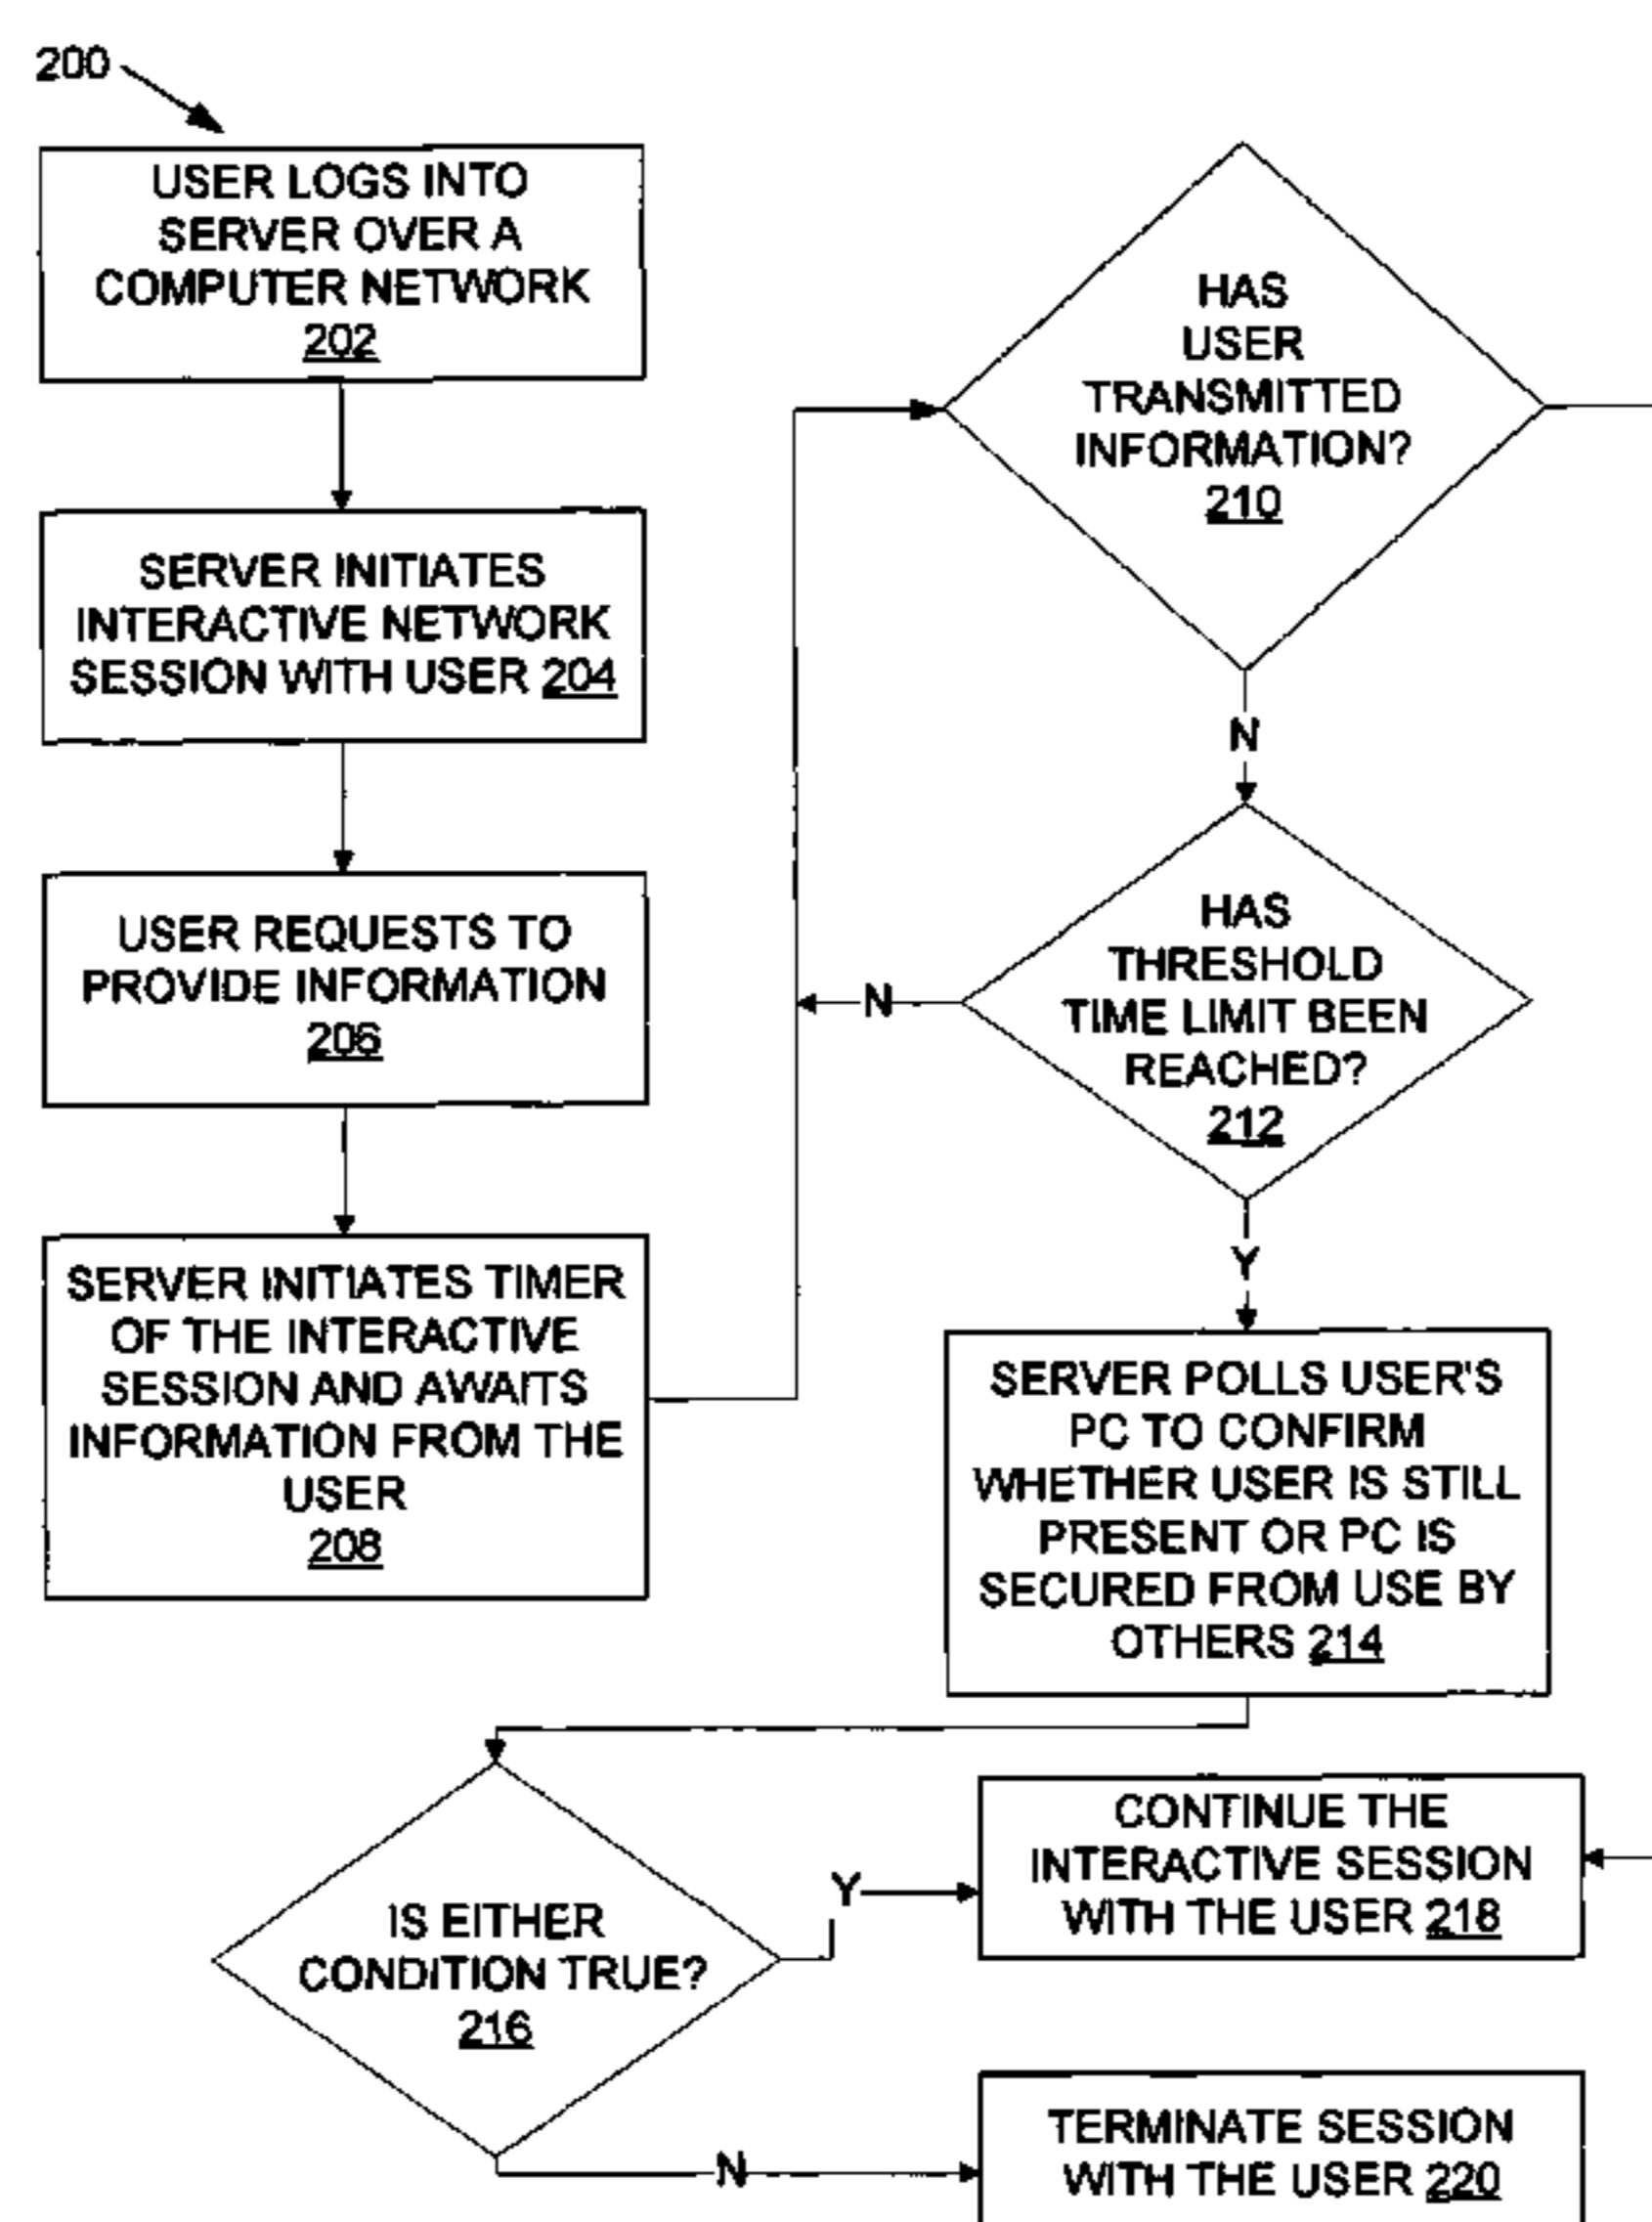 200
USER LOGS INTO
SERVER OVER A
COMPUTER NETWORK
202
SERVER INITIATES
INTERACTIVE NETWORK
SESSION WITH USER 204
USER REQUESTS TO
PROVIDE INFORMATION
206
SERVER INITIATES TIMER
OF THE INTERACTIVE
SESSION AND AWAITS
INFORMATION FROM THE
USER
208
HAS
USER
TRANSMITTED
INFORMATION?
210
N
HAS
THRESHOLD
TIME LIMIT BEEN
REACHED?
212
N
Y
SERVER POLLS USER'S
PC TO CONFIRM
WHETHER USER IS STILL
PRESENT OR PC IS
SECURED FROM USE BY
OTHERS 214
IS EITHER
CONDITION TRUE?
216
Y
CONTINUE THE
INTERACTIVE SESSION
WITH THE USER 218
N
TERMINATE SESSION
WITH THE USER 220